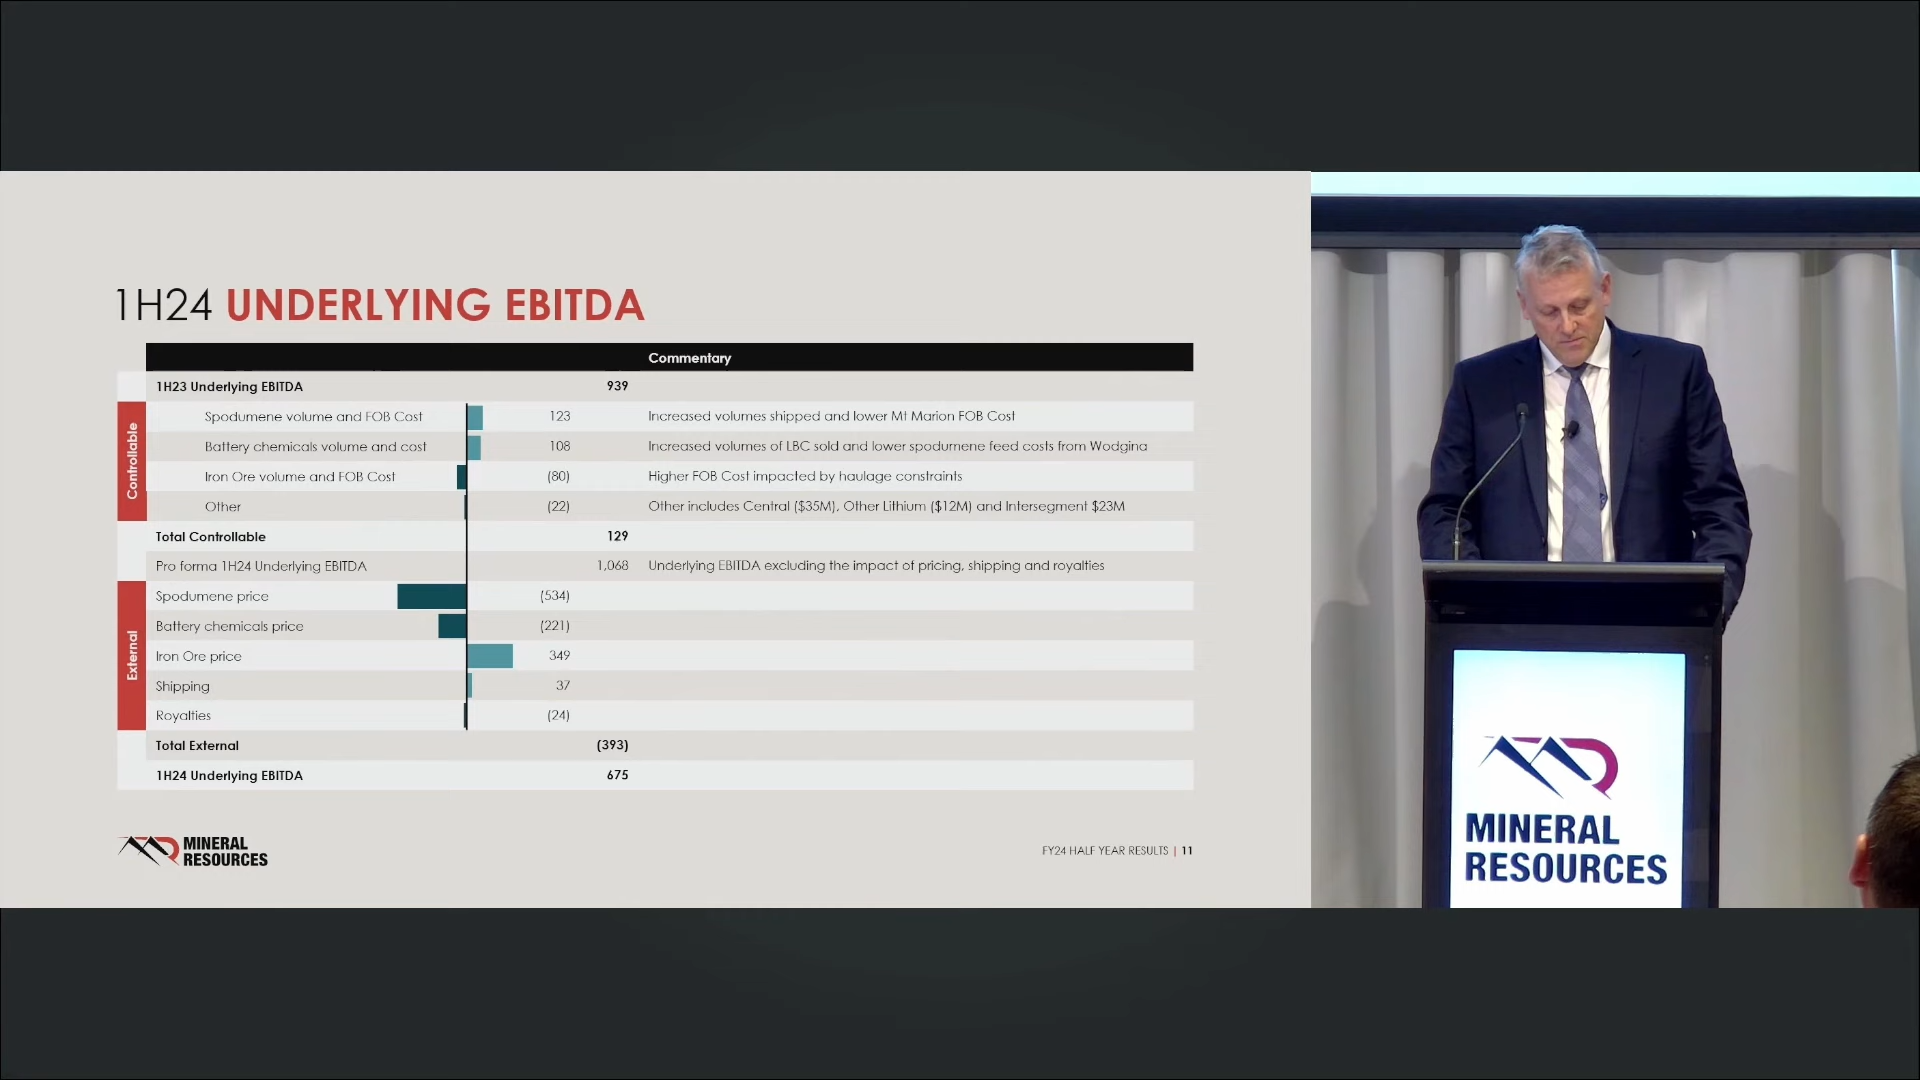 1H24 UNDERLYING EBITDA
Commentary
1H23 Underlying EBITDA 939
Controllable
Spodumene volume and FOB Cost 123 Increased volumes shipped and lower Mt Marion FOB Cost
Battery chemicals volume and cost 108 Increased volumes of LBC sold and lower spodumene feed costs from Wodgina
Iron Ore volume and FOB Cost (80) Higher FOB Cost impacted by haulage constraints
Other (22) Other includes Central ($35M), Other Lithium ($12M) and Intersegment $23M
Total Controllable 129
Pro forma 1H24 Underlying EBITDA 1,068 Underlying EBITDA excluding the impact of pricing, shipping and royalties
External
Spodumene price (534)
Battery chemicals price (221)
Iron Ore price 349
Shipping 37
Royalties (24)
Total External (393)
1H24 Underlying EBITDA 675
MINERAL
RESOURCES
FY24 HALF YEAR RESULTS | 11
MINERAL
RESOURCES